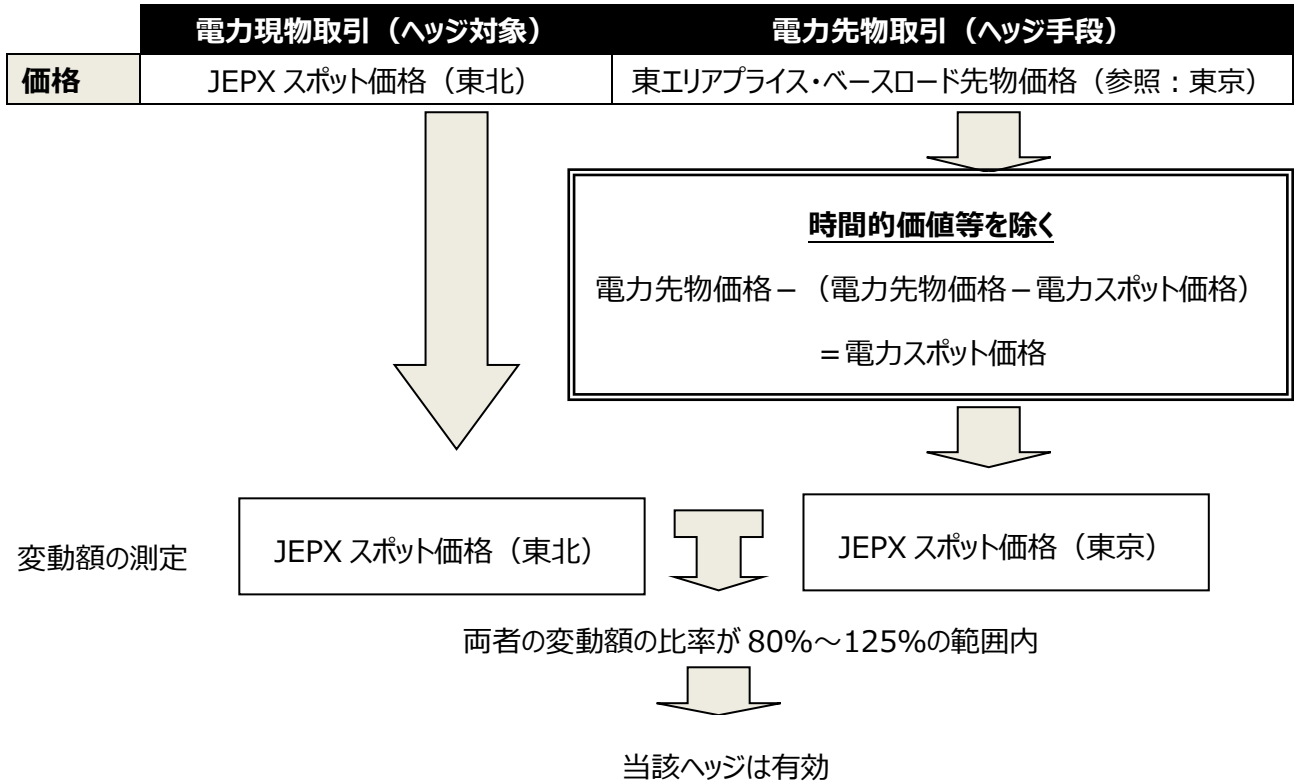 電力現物取引（ヘッジ対象） 電力先物取引（ヘッジ手段）
価格 JEPX スポット価格（東北） 東エリアプライス・ベースロード先物価格（参照：東京）
時間的価値等を除く
電力先物価格－（電力先物価格－電力スポット価格）
＝電力スポット価格
変動額の測定 JEPX スポット価格（東北） JEPX スポット価格（東京）
両者の変動額の比率が 80%～125%の範囲内
当該ヘッジは有効